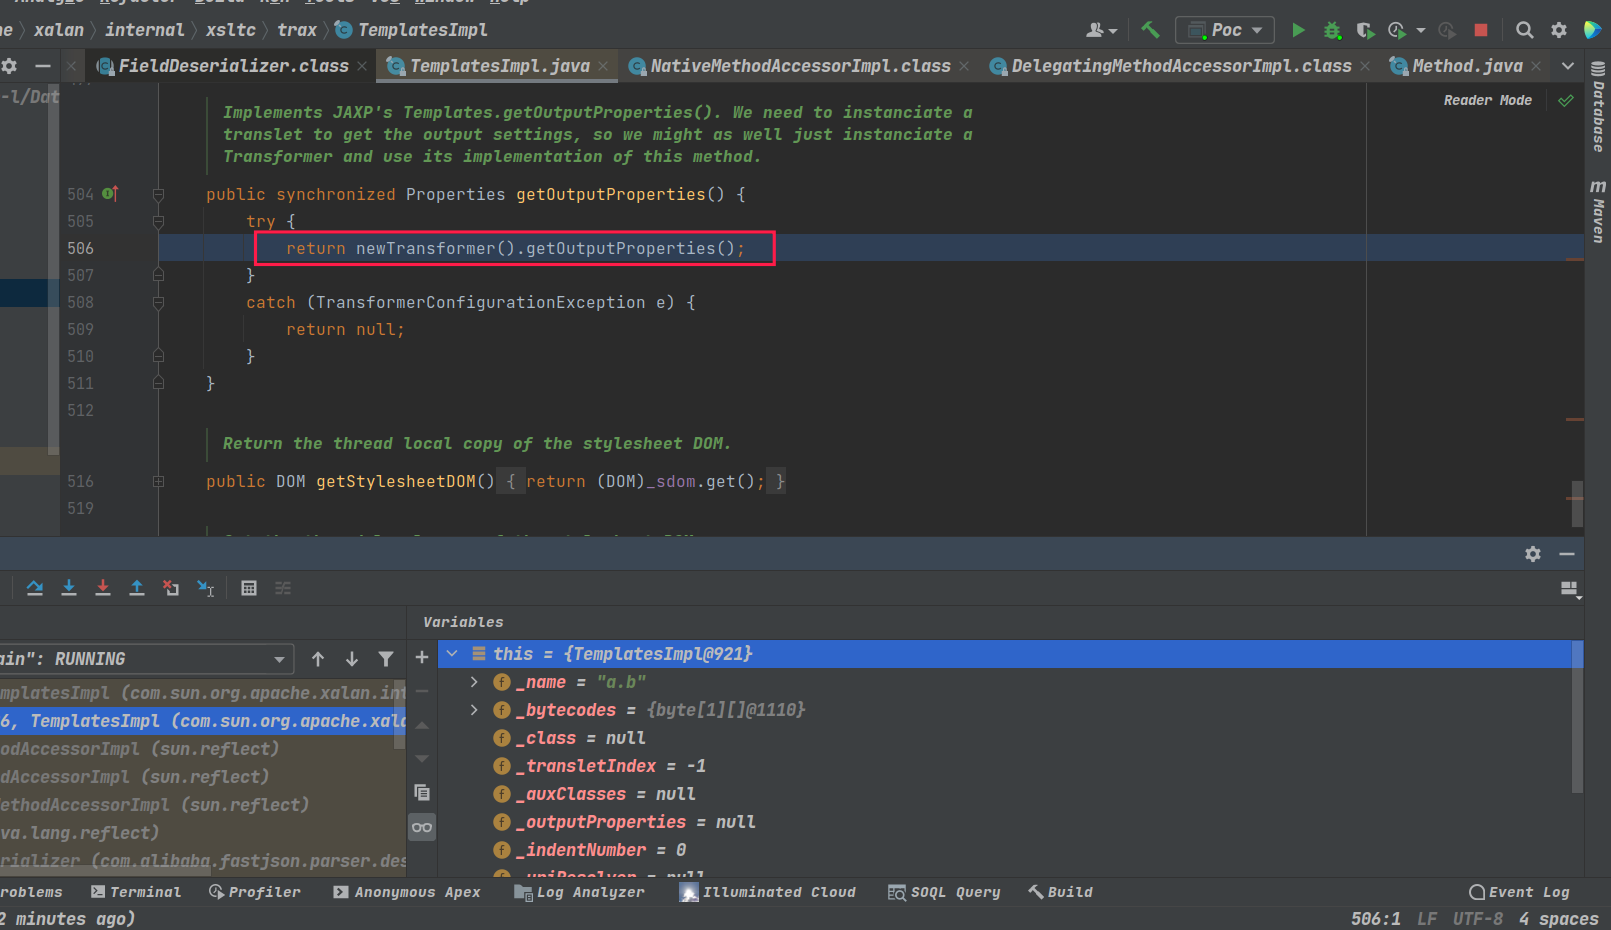 xalan internal xsltc trax TemplatesImpl
Poc
FieldDeserializer.class TemplatesImpl.java NativeMethodAccessorImpl.class DelegatingMethodAccessorImpl.class Method.java
-l/Dat
Reader Mode
Implements JAXP's Templates.getOutputProperties(). We need to instanciate a
translet to get the output settings, so we might as well just instanciate a
Transformer and use its implementation of this method.
504 public synchronized Properties getOutputProperties() {
505 try {
506 return newTransformer().getOutputProperties();
507 }
508 catch (TransformerConfigurationException e) {
509 return null;
510 }
511 }
512
Return the thread local copy of the stylesheet DOM.
516 public DOM getStylesheetDOM() { return (DOM)_sdom.get(); }
519
Database
Maven
Variables
ain": RUNNING
this = {TemplatesImpl@921}
_name = "a.b"
_bytecodes = {byte[1][]@1110}
_class = null
_transletIndex = -1
_auxClasses = null
_outputProperties = null
_indentNumber = 0
mplatesImpl (com.sun.org.apache.xalan.int
6, TemplatesImpl (com.sun.org.apache.xala
odAccessorImpl (sun.reflect)
dAccessorImpl (sun.reflect)
ethodAccessorImpl (sun.reflect)
va.lang.reflect)
rializer (com.alibaba.fastjson.parser.des
roblems Terminal Profiler Anonymous Apex Log Analyzer Illuminated Cloud SOQL Query Build Event Log
2 minutes ago) 506:1 LF UTF-8 4 spaces